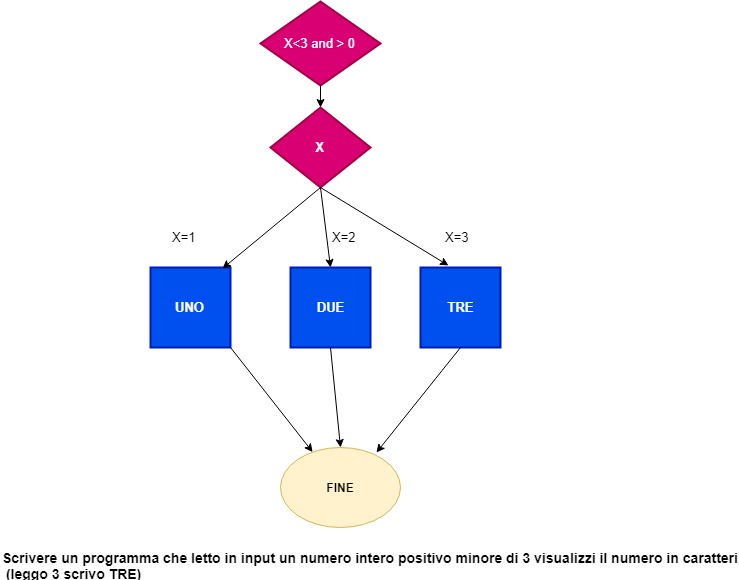 X<3 and > 0
X
X=1
X=2
X=3
UNO
DUE
TRE
FINE
Scrivere un programma che letto in input un numero intero positivo minore di 3 visualizzi il numero in caratteri
(leggo 3 scrivo TRE)